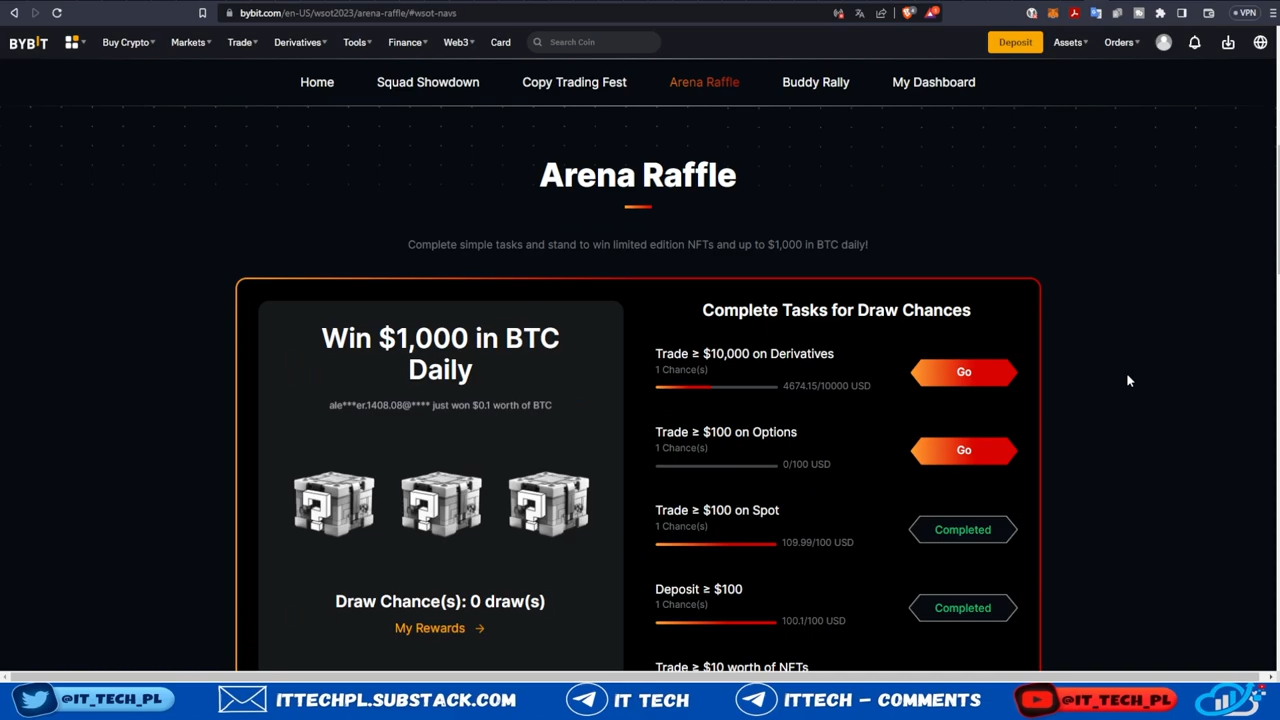 bybit.com/en-US/wsot2023/arena-raffle/#wsot-navs
VPN
BYBIT
Buy Crypto
Markets
Trade
Derivatives
Tools
Finance
Web3
Card
Search Coin
Deposit
Assets
Orders
Home
Squad Showdown
Copy Trading Fest
Arena Raffle
Buddy Rally
My Dashboard
Arena Raffle
Complete simple tasks and stand to win limited edition NFTs and up to $1,000 in BTC daily!
Win $1,000 in BTC
Daily
ale***er.1408.08@**** just won $0.1 worth of BTC
? ? ?
Draw Chance(s): 0 draw(s)
My Rewards →
Complete Tasks for Draw Chances
Trade ≥ $10,000 on Derivatives
1 Chance(s)
4674.15/10000 USD
Go
Trade ≥ $100 on Options
1 Chance(s)
0/100 USD
Go
Trade ≥ $100 on Spot
1 Chance(s)
109.99/100 USD
Completed
Deposit ≥ $100
1 Chance(s)
100.1/100 USD
Completed
Trade ≥ $10 worth of NFTs
@IT_TECH_PL
ITTECHPL.SUBSTACK.COM
IT TECH
ITTECH – COMMENTS
@IT_TECH_PL